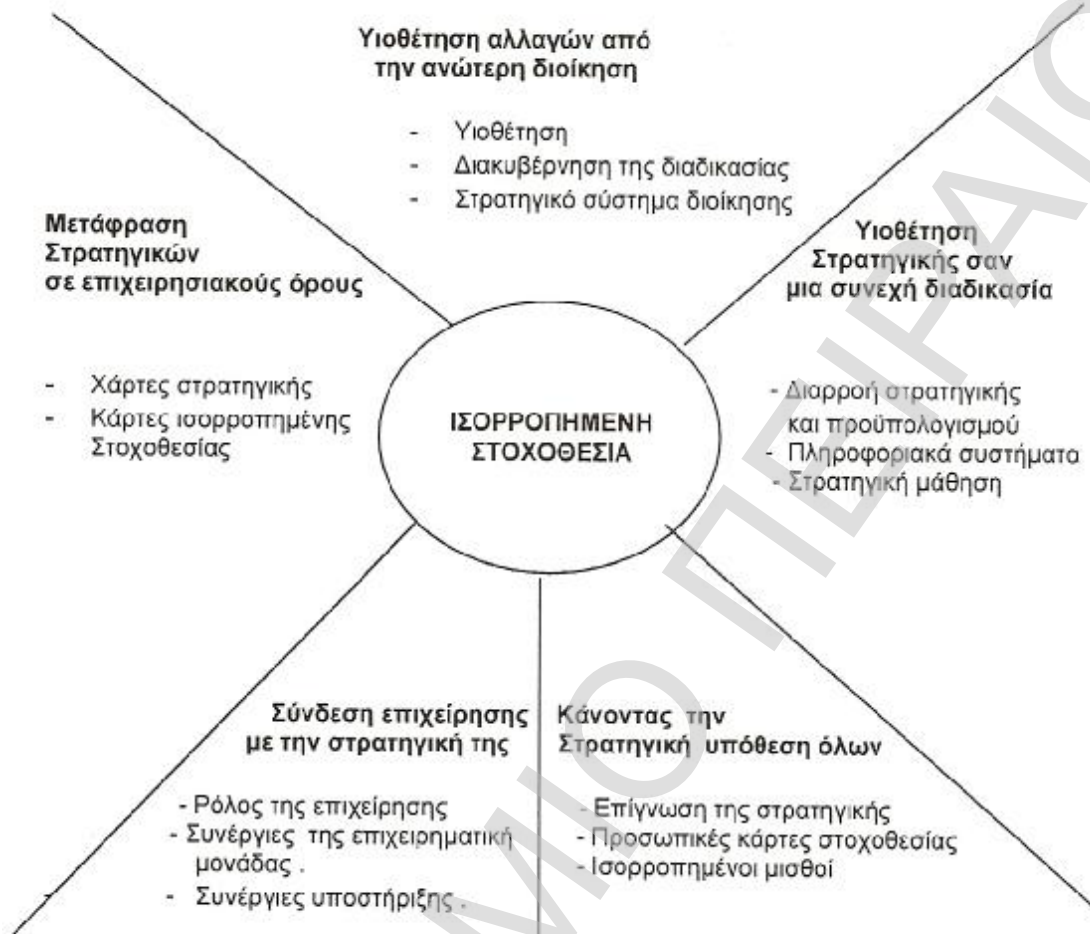 Υιοθέτηση αλλαγών από
την ανώτερη διοίκηση
- Υιοθέτηση
- Διακυβέρνηση της διαδικασίας
- Στρατηγικό σύστημα διοίκησης
Μετάφραση
Στρατηγικών
σε επιχειρησιακούς όρους
- Χάρτες στρατηγικής
- Κάρτες ισορροπημένης
Στοχοθεσίας
ΙΣΟΡΡΟΠΗΜΕΝΗ
ΣΤΟΧΟΘΕΣΙΑ
Υιοθέτηση
Στρατηγικής σαν
μια συνεχή διαδικασία
- Διαρροή στρατηγικής
και προϋπολογισμού
- Πληροφοριακά συστήματα
- Στρατηγική μάθηση
Σύνδεση επιχείρησης
με την στρατηγική της
- Ρόλος της επιχείρησης
- Συνέργιες της επιχειρηματική
μονάδας .
- Συνέργιες υποστήριξης .
Κάνοντας την
Στρατηγική υπόθεση όλων
- Επίγνωση της στρατηγικής
- Προσωπικές κάρτες στοχοθεσίας
- Ισορροπημένοι μισθοί
ΜΙΟ ΠΕΙΡΑΙΟ